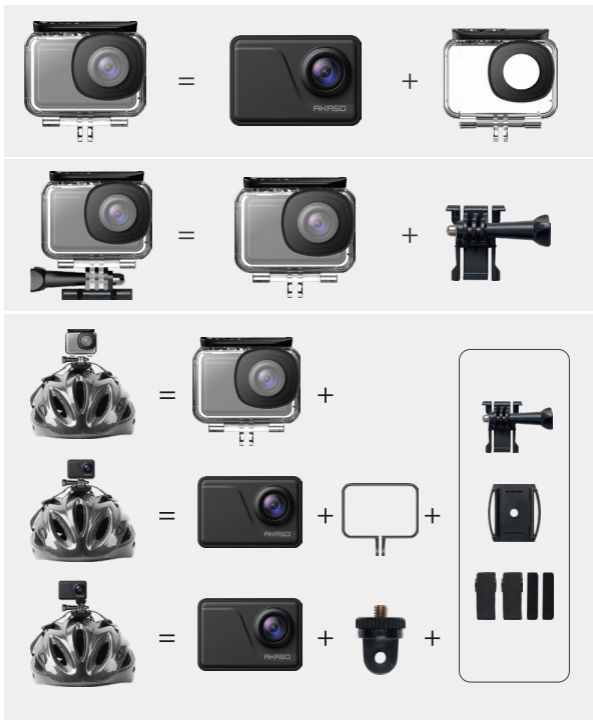 =
+
AKASO
=
+
= +
= + +
AKASO
= + +
AKASO